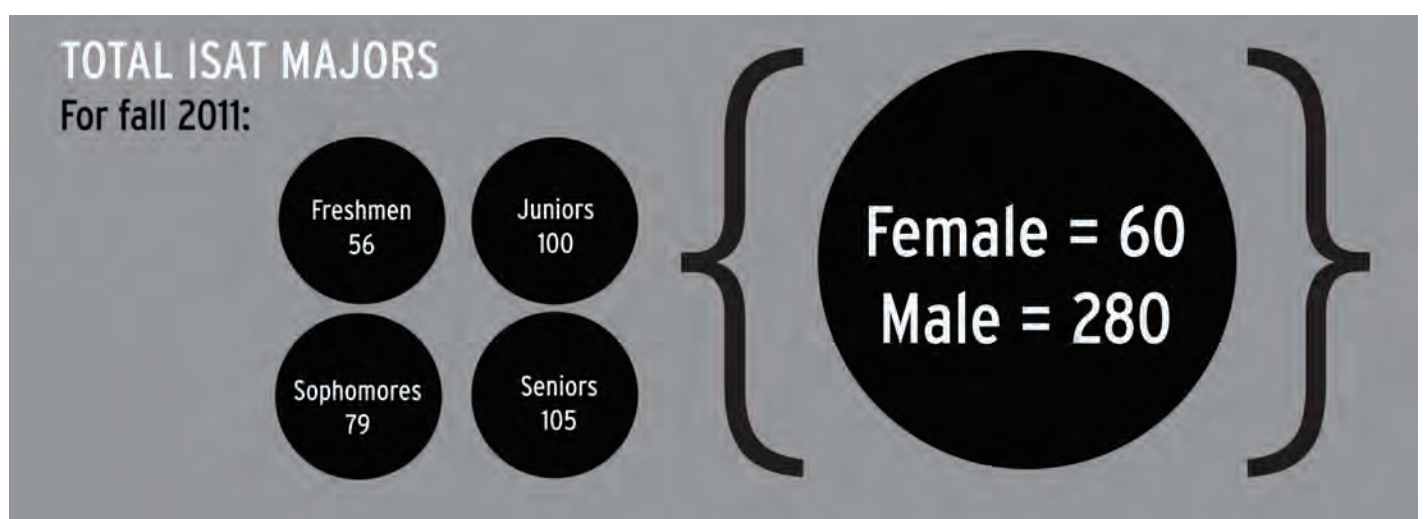 TOTAL ISAT MAJORS
For fall 2011:
Freshmen
56
Juniors
100
Sophomores
79
Seniors
105
Female = 60
Male = 280